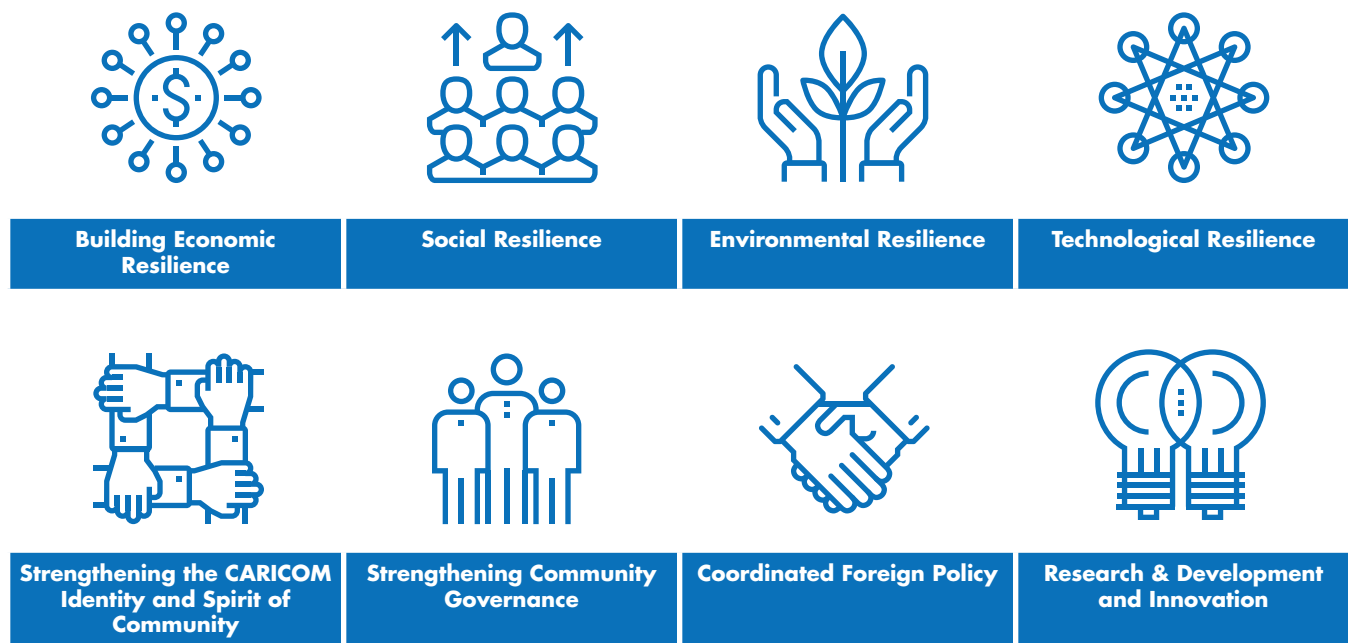 Building Economic
Resilience
Social Resilience
Environmental Resilience
Technological Resilience
Strengthening the CARICOM
Identity and Spirit of
Community
Strengthening Community
Governance
Coordinated Foreign Policy
Research & Development
and Innovation